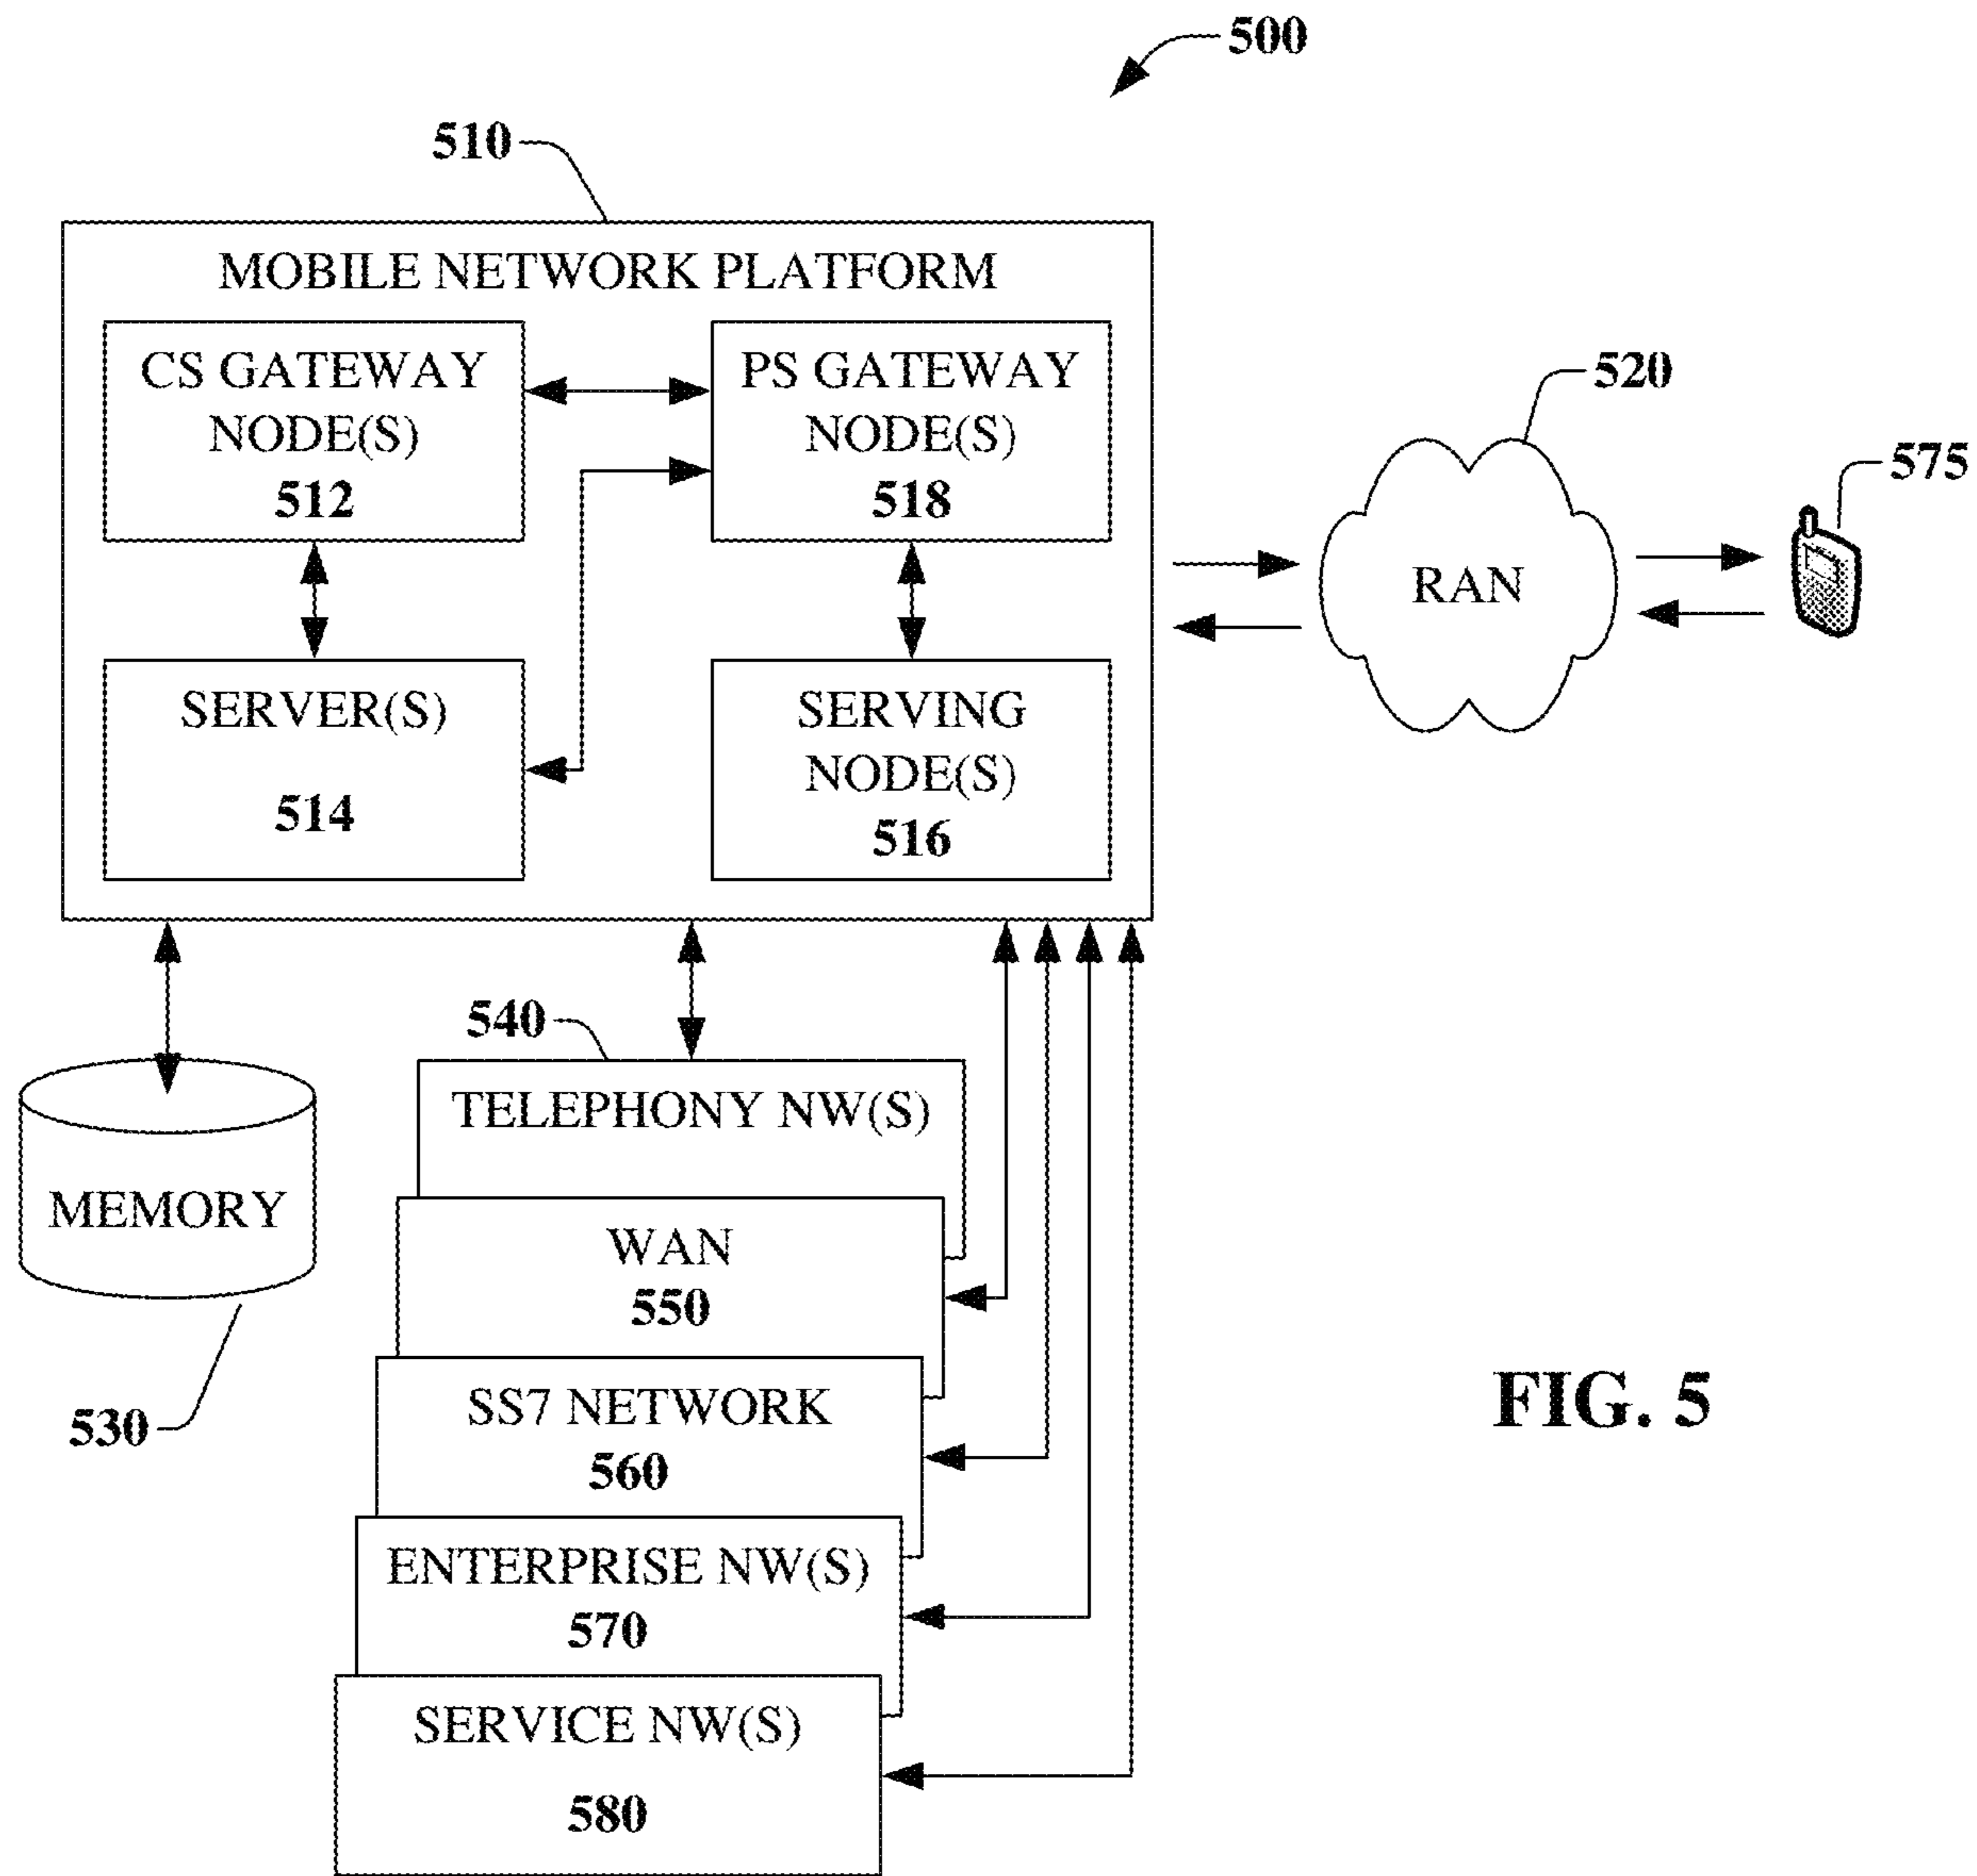 500
510
MOBILE NETWORK PLATFORM
CS GATEWAY
NODE(S)
512
PS GATEWAY
NODE(S)
518
SERVER(S)
514
SERVING
NODE(S)
516
520
RAN
575
540
TELEPHONY NW(S)
MEMORY
530
WAN
550
SS7 NETWORK
560
ENTERPRISE NW(S)
570
SERVICE NW(S)
580
FIG. 5